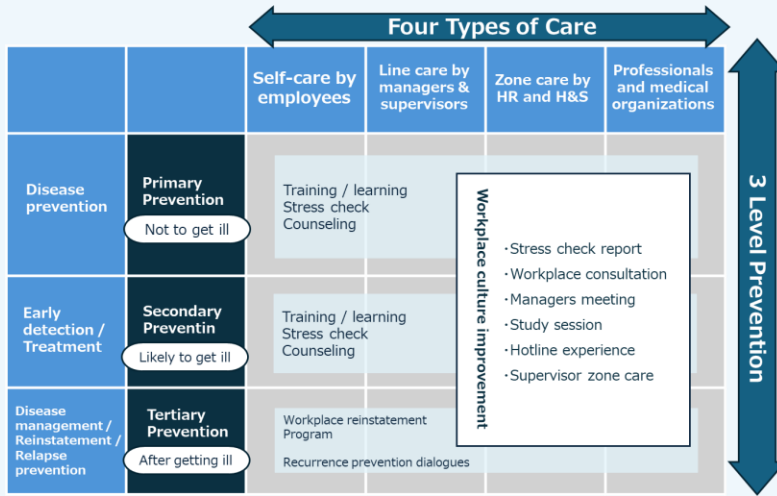 Four Types of Care
Self-care by
employees
Line care by
managers &
supervisors
Zone care by
HR and H&S
Professionals
and medical
organizations
3 Level Prevention
Disease
prevention
Primary
Prevention
Not to get ill
Training / learning
Stress check
Counseling
Early
detection /
Treatment
Secondary
Preventin
Likely to get ill
Training / learning
Stress check
Counseling
Disease
management /
Reinstatement /
Relapse
prevention
Tertiary
Prevention
After getting ill
Workplace reinstatement
Program
Recurrence prevention dialogues
Workplace culture improvement
・Stress check report
・Workplace consultation
・Managers meeting
・Study session
・Hotline experience
・Supervisor zone care